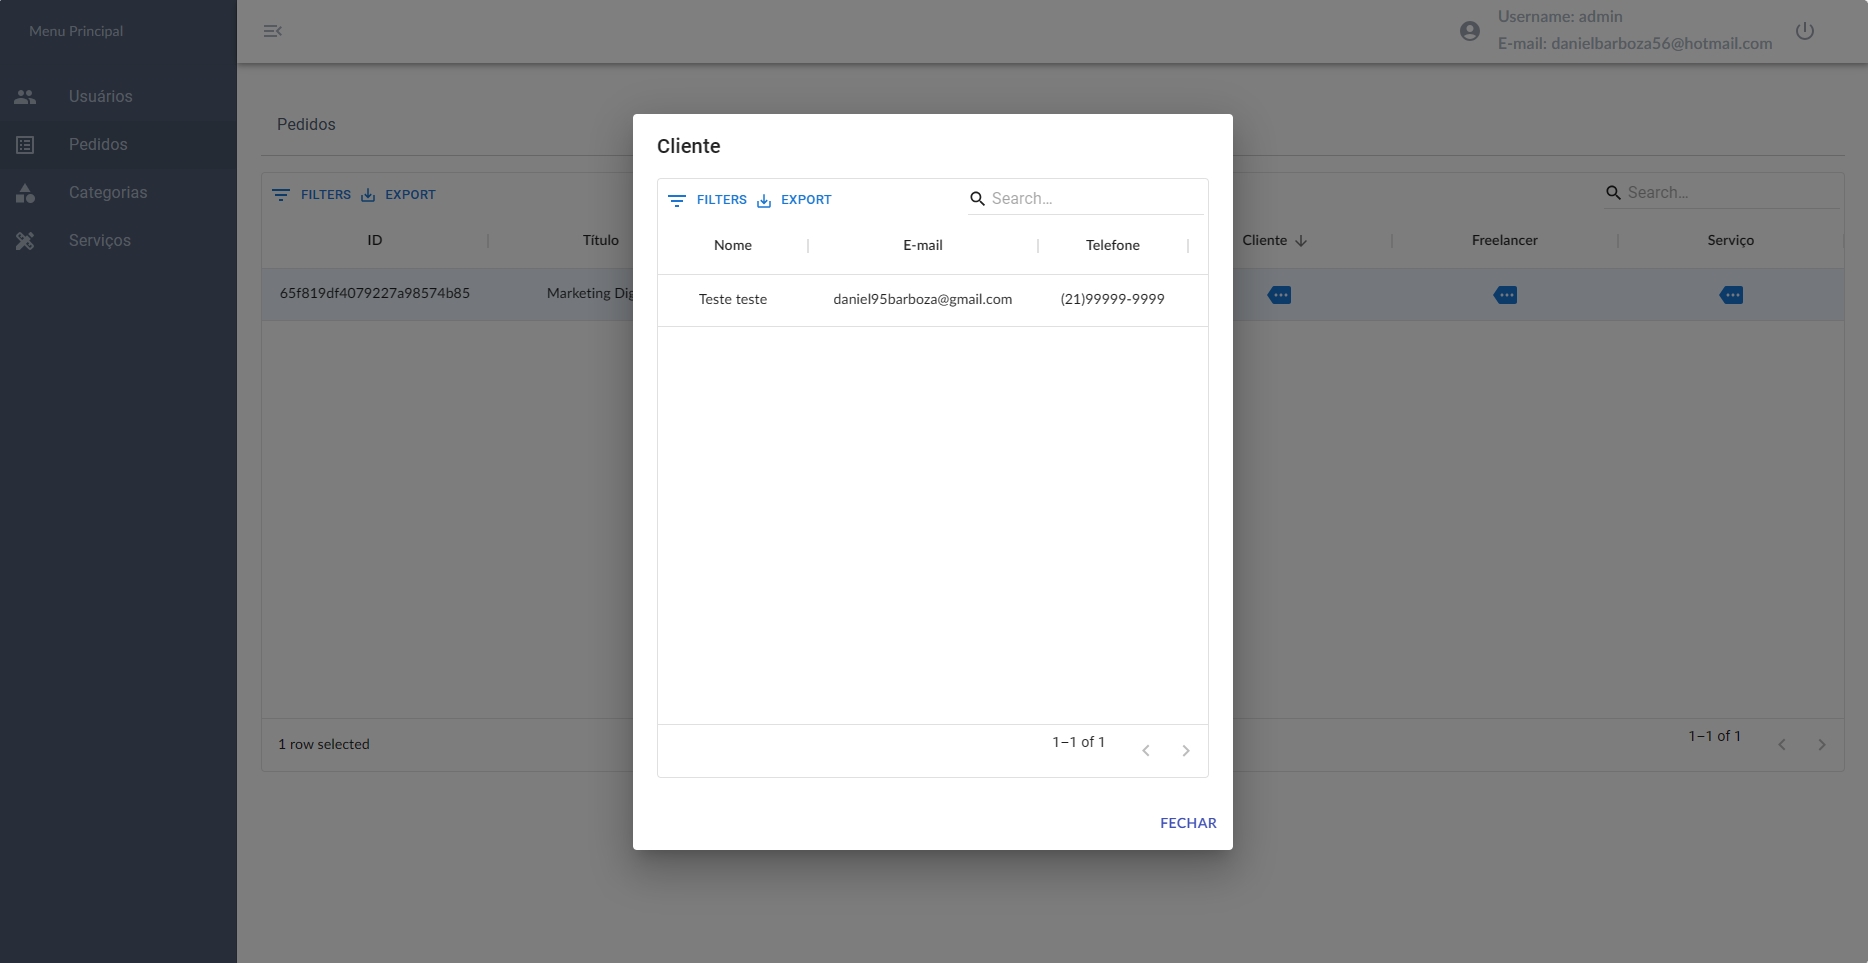 Menu Principal
Usuários
Pedidos
Categorias
Serviços
Username: admin
E-mail: danielbarboza56@hotmail.com
Pedidos
FILTERS EXPORT
Search...
ID Título Cliente Freelancer Serviço
65f819df4079227a98574b85 Marketing
1 row selected
1–1 of 1
Cliente
FILTERS EXPORT
Search...
Nome E-mail Telefone
Teste teste daniel95barboza@gmail.com (21)99999-9999
1–1 of 1
FECHAR